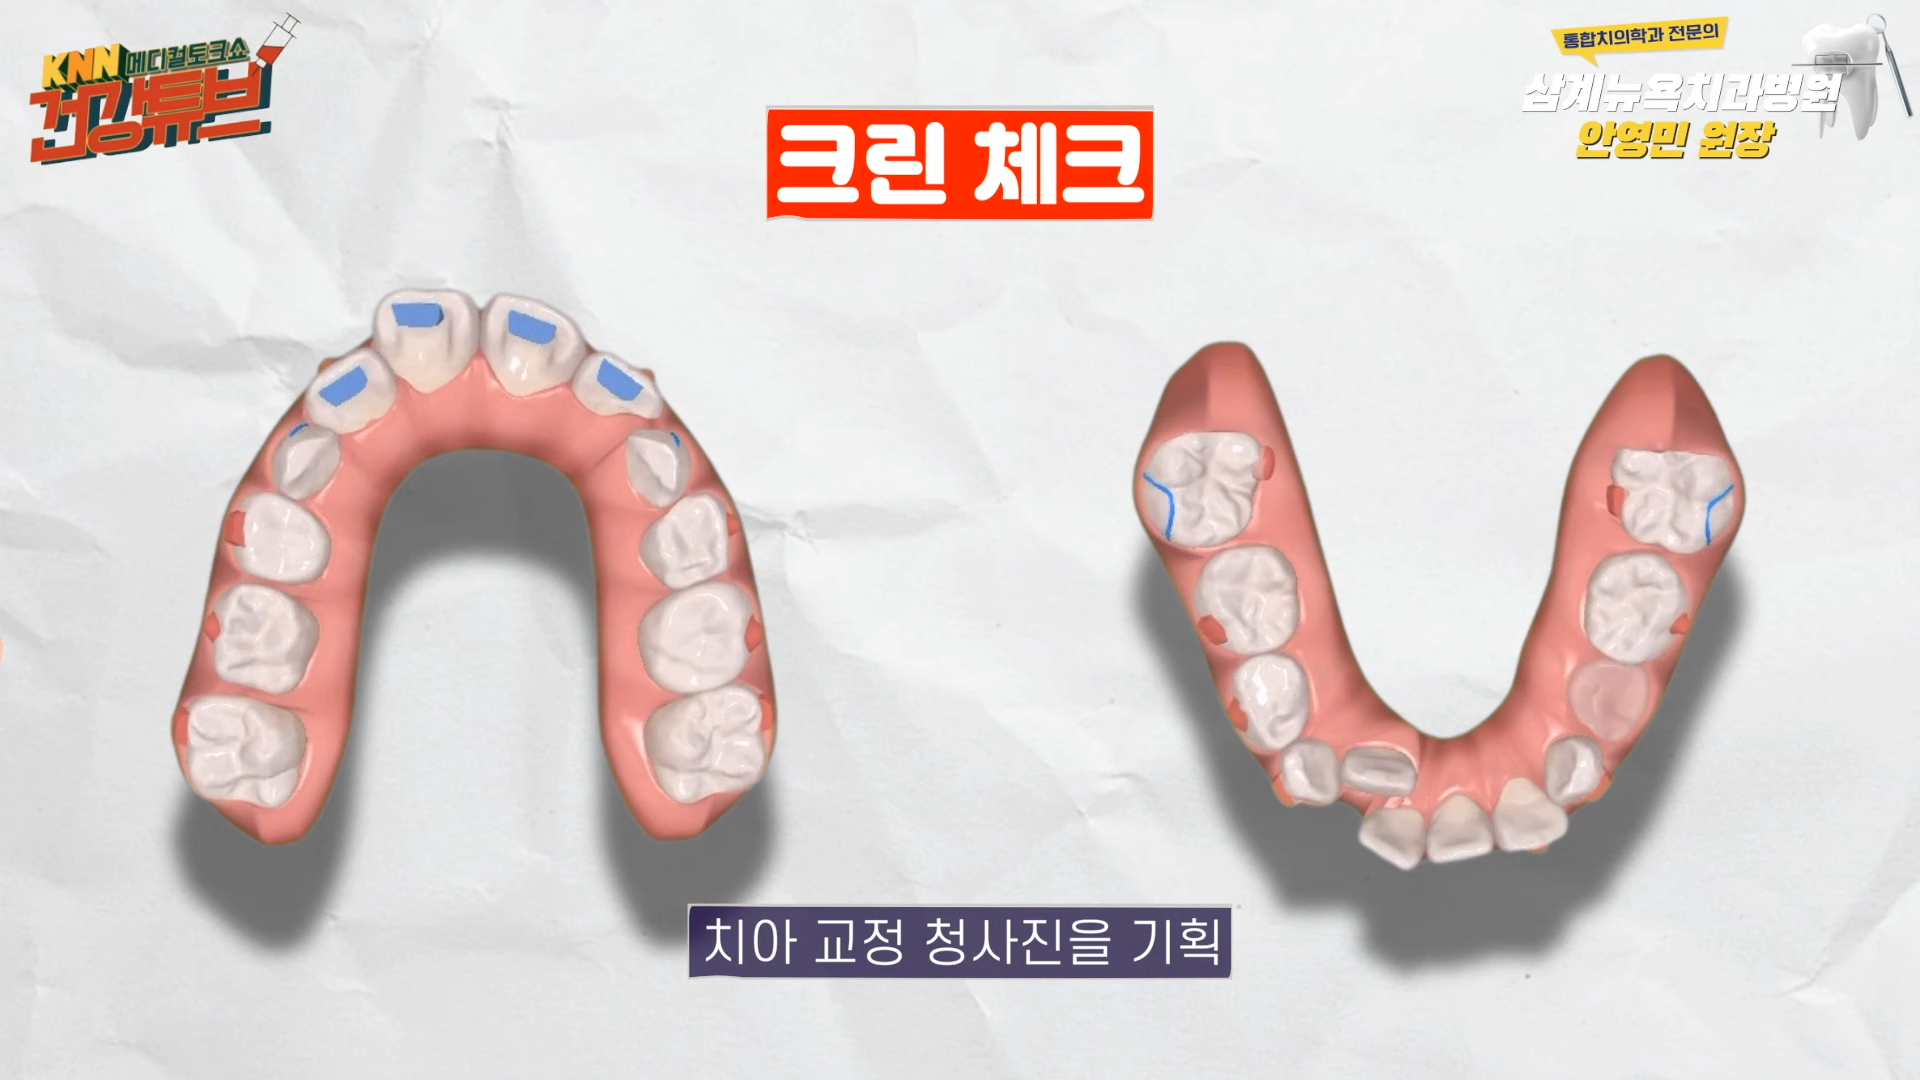 KNN 메디컬토크쇼
건강튜브
통합치의학과 전문의
삼계뉴욕치과병원
안영민 원장
크린 체크
치아 교정 청사진을 기획